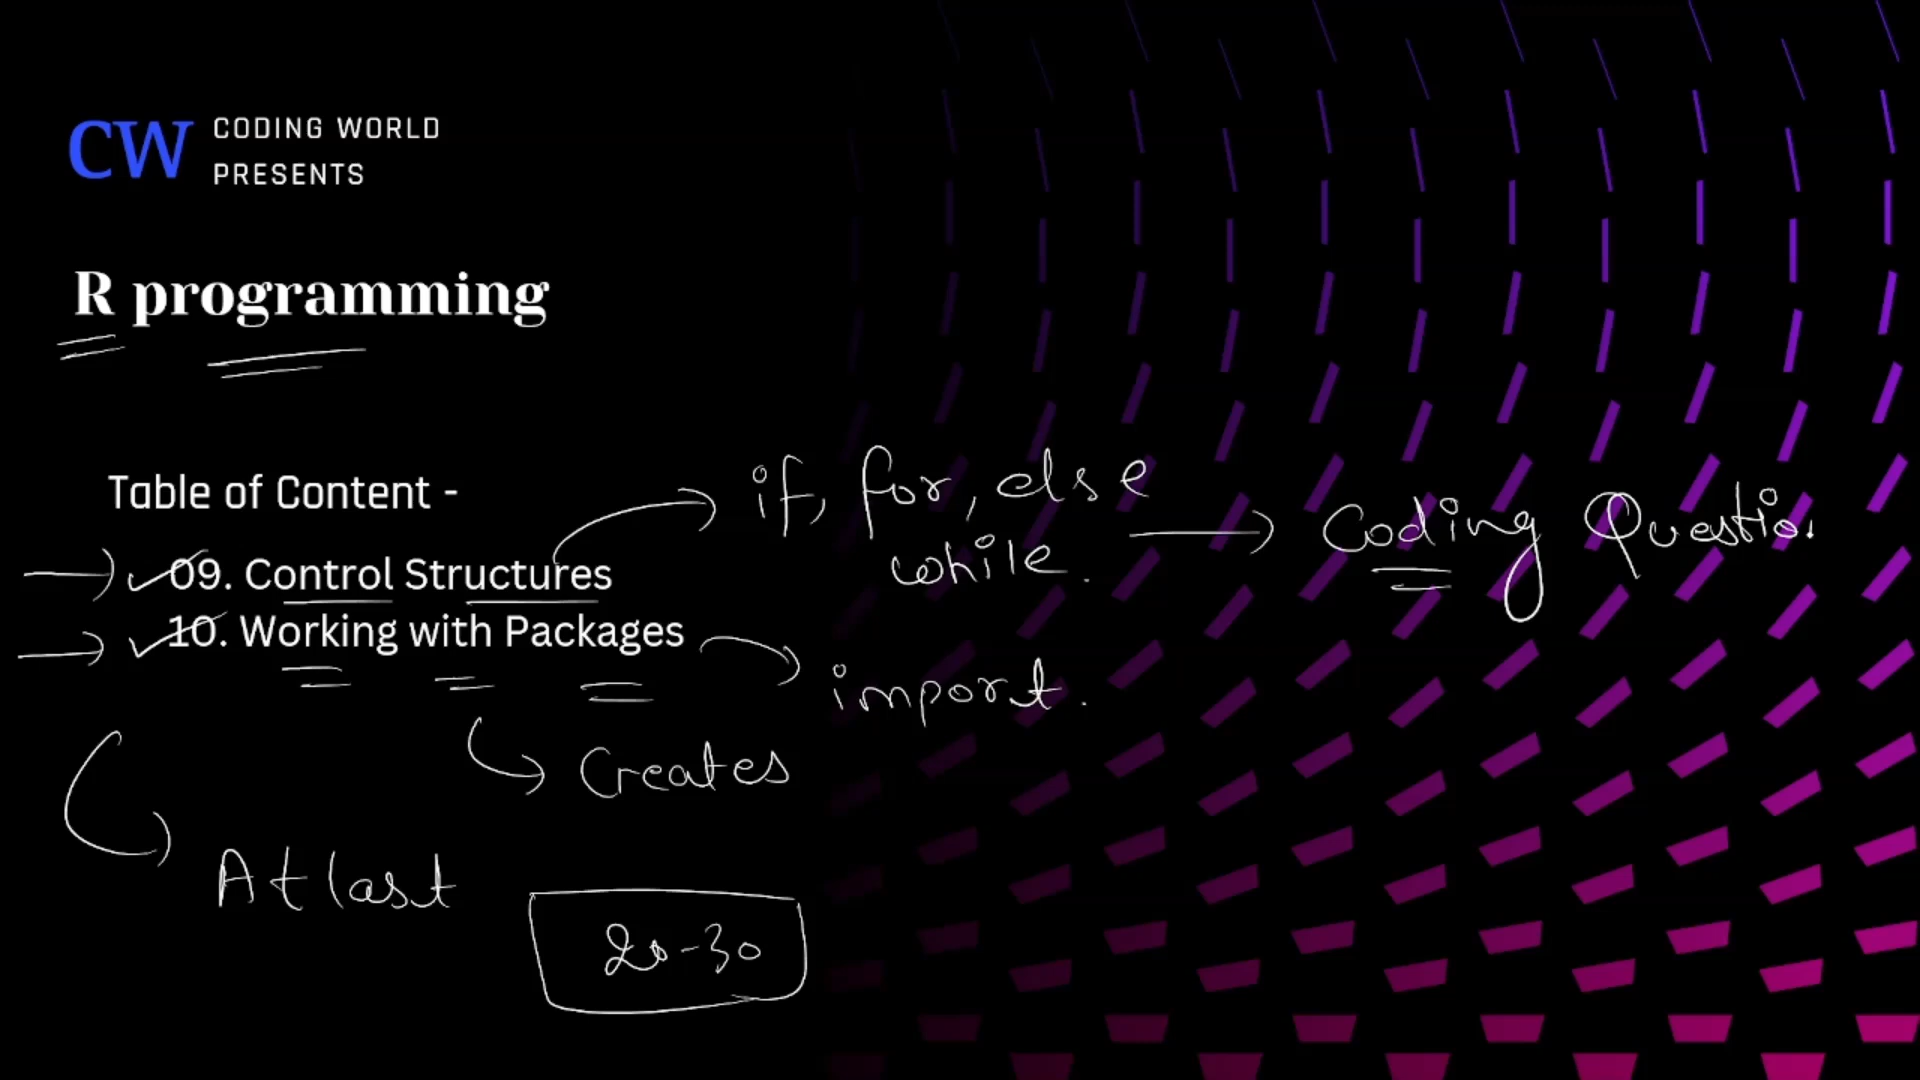 CW CODING WORLD
PRESENTS
R programming
Table of Content -
09. Control Structures
10. Working with Packages
if, for, else
while.
Coding Questio.
import.
Creates
At last
20-30